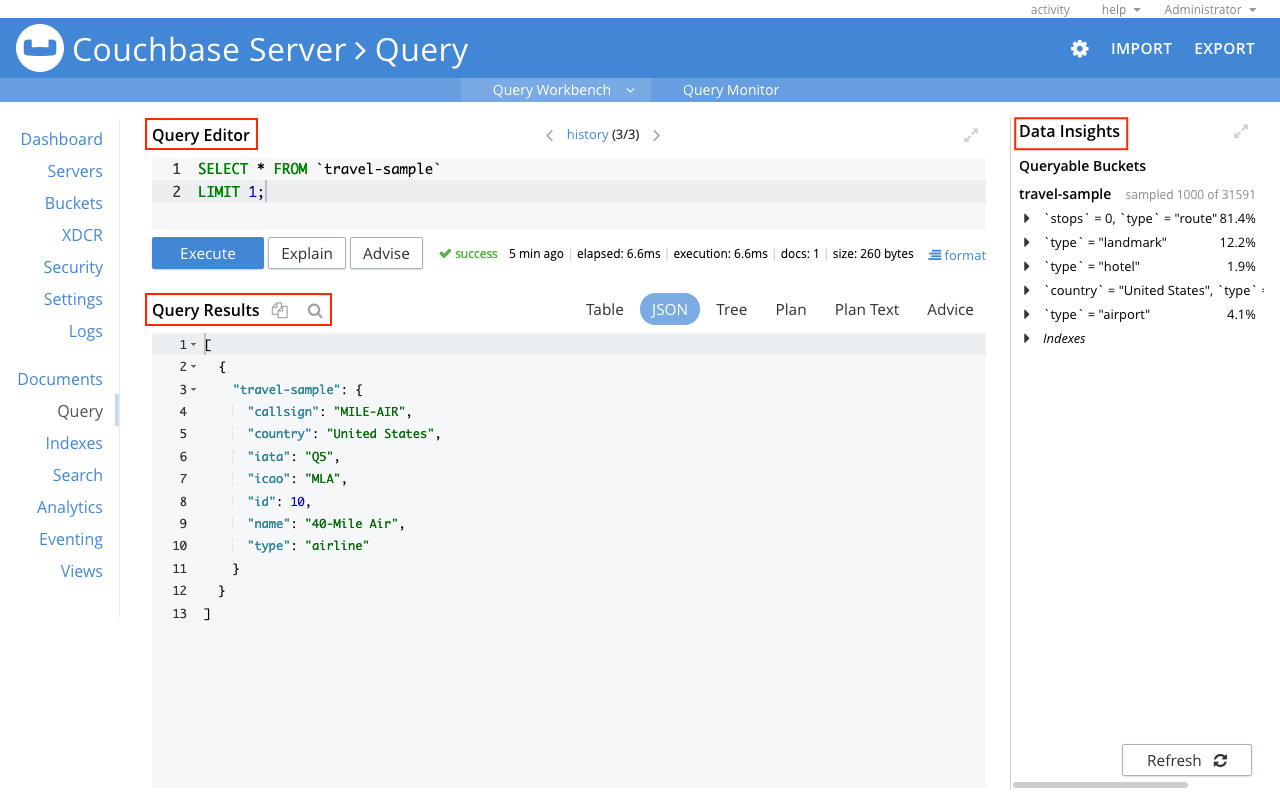 activity help Administrator
Couchbase Server > Query
IMPORT EXPORT
Query Workbench Query Monitor
Dashboard
Servers
Buckets
XDCR
Security
Settings
Logs
Documents
Query
Indexes
Search
Analytics
Eventing
Views
Query Editor
history (3/3)
1 SELECT * FROM `travel-sample`
2 LIMIT 1;
Execute Explain Advise
success 5 min ago elapsed: 6.6ms execution: 6.6ms docs: 1 size: 260 bytes
format
Query Results
Table JSON Tree Plan Plan Text Advice
1 [
2 {
3 "travel-sample": {
4 "callsign": "MILE-AIR",
5 "country": "United States",
6 "iata": "Q5",
7 "icao": "MLA",
8 "id": 10,
9 "name": "40-Mile Air",
10 "type": "airline"
11 }
12 }
13 ]
Data Insights
Queryable Buckets
travel-sample sampled 1000 of 31591
`stops` = 0, `type` = "route" 81.4%
`type` = "landmark" 12.2%
`type` = "hotel" 1.9%
`country` = "United States", `type` =
`type` = "airport" 4.1%
Indexes
Refresh